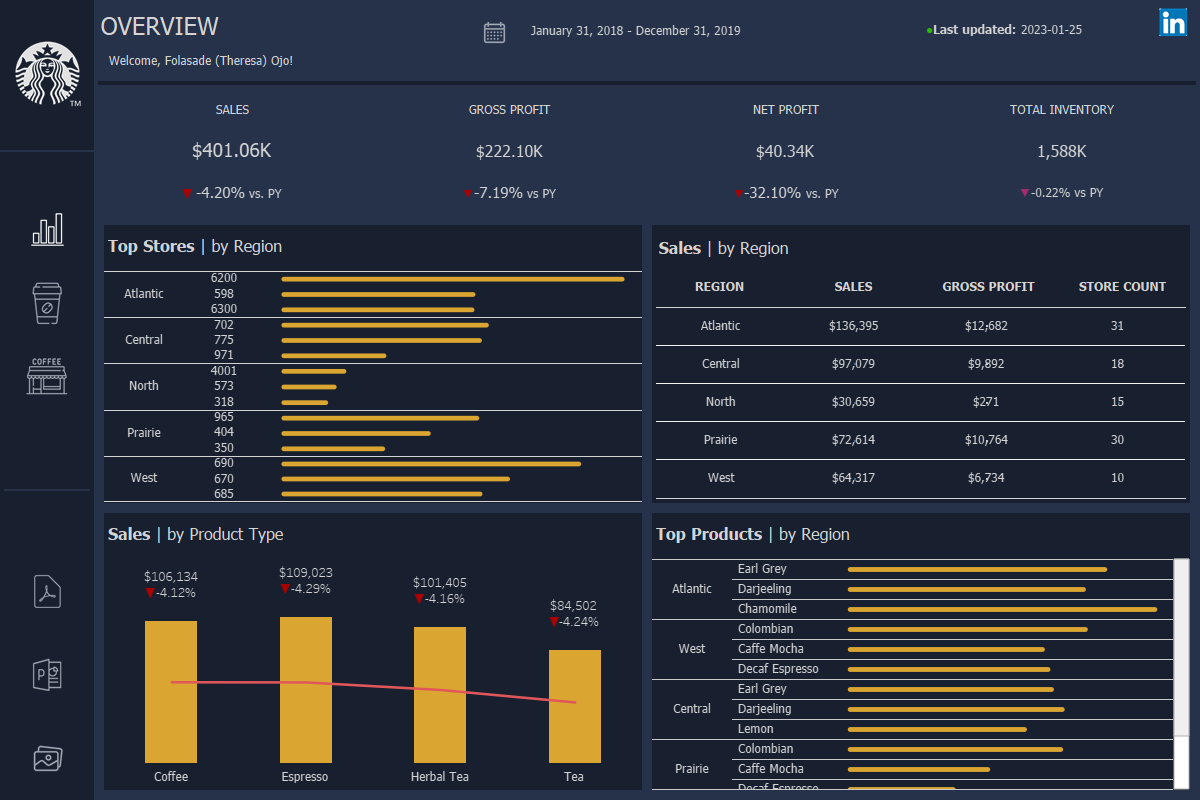 OVERVIEW
Welcome, Folasade (Theresa) Ojo!
January 31, 2018 - December 31, 2019
Last updated: 2023-01-25
in
TM
COFFEE
P
SALES
$401.06K
-4.20% vs. PY
GROSS PROFIT
$222.10K
-7.19% vs PY
NET PROFIT
$40.34K
-32.10% vs. PY
TOTAL INVENTORY
1,588K
-0.22% vs PY
Top Stores | by Region
Atlantic
6200
598
6300
Central
702
775
971
North
4001
573
318
Prairie
965
404
350
West
690
670
685
Sales | by Region
REGION SALES GROSS PROFIT STORE COUNT
Atlantic $136,395 $12,682 31
Central $97,079 $9,892 18
North $30,659 $271 15
Prairie $72,614 $10,764 30
West $64,317 $6,734 10
Sales | by Product Type
$106,134
-4.12%
$109,023
-4.29%
$101,405
-4.16%
$84,502
-4.24%
Coffee Espresso Herbal Tea Tea
Top Products | by Region
Atlantic
Earl Grey
Darjeeling
Chamomile
West
Colombian
Caffe Mocha
Decaf Espresso
Central
Earl Grey
Darjeeling
Lemon
Prairie
Colombian
Caffe Mocha
Decaf Espresso